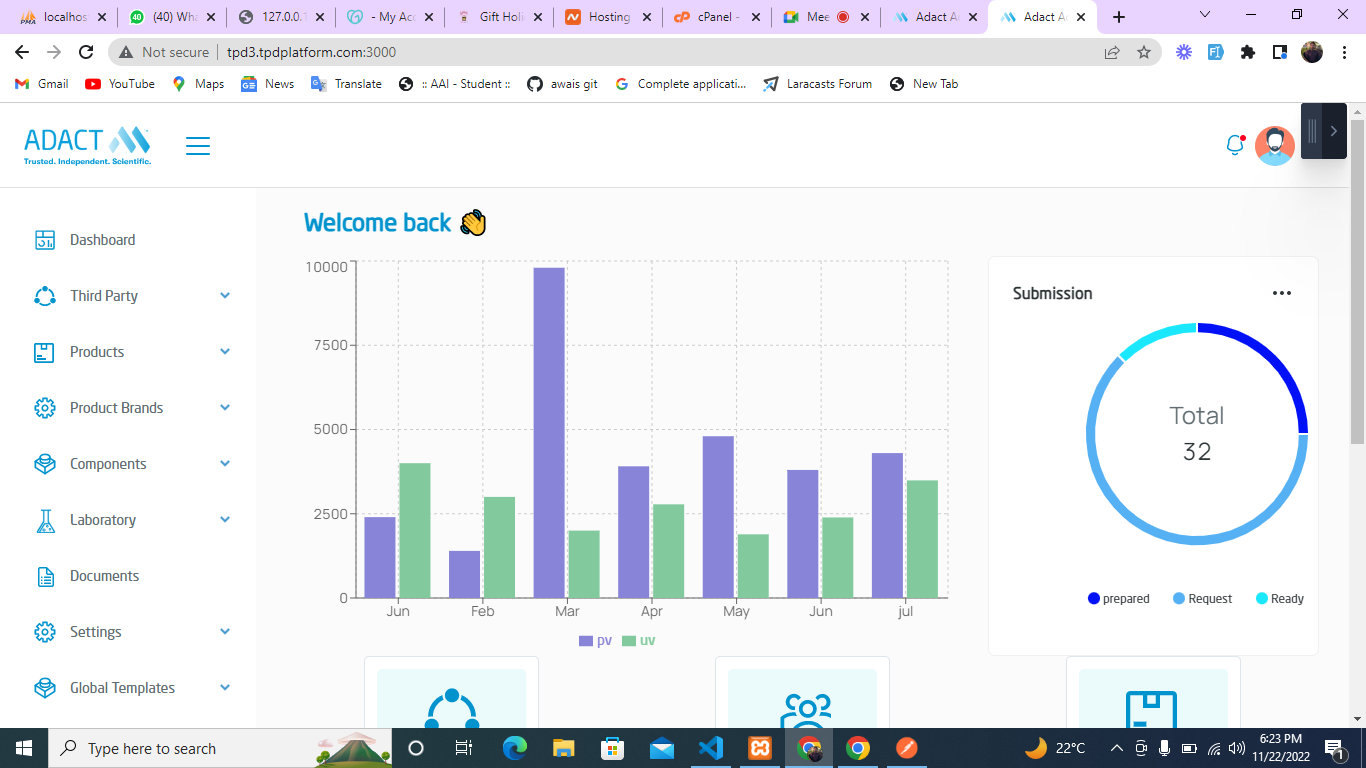 localhos
(40) Wha
127.0.0.
- My Acc
Gift Holi
Hosting
cPanel -
Mee
Adact A
Adact A
Not secure
tpd3.tpdplatform.com:3000
Gmail
YouTube
Maps
News
Translate
:: AAI - Student ::
awais git
Complete applicati...
Laracasts Forum
New Tab
ADACT
Trusted. Independent. Scientific.
Dashboard
Third Party
Products
Product Brands
Components
Laboratory
Documents
Settings
Global Templates
Welcome back 👋
10000
7500
5000
2500
0
Jun Feb Mar Apr May Jun jul
pv uv
Submission
Total
32
prepared Request Ready
Type here to search
22°C
6:23 PM
11/22/2022
1